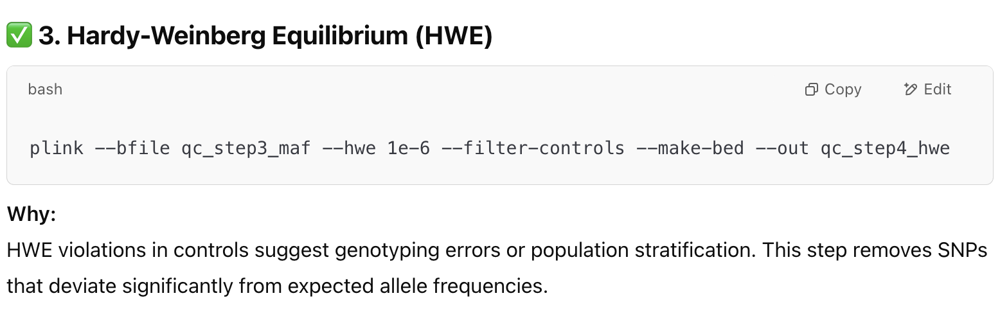 ✅ 3. Hardy-Weinberg Equilibrium (HWE)
bash
Copy
Edit
plink --bfile qc_step3_maf --hwe 1e-6 --filter-controls --make-bed --out qc_step4_hwe
Why:
HWE violations in controls suggest genotyping errors or population stratification. This step removes SNPs
that deviate significantly from expected allele frequencies.